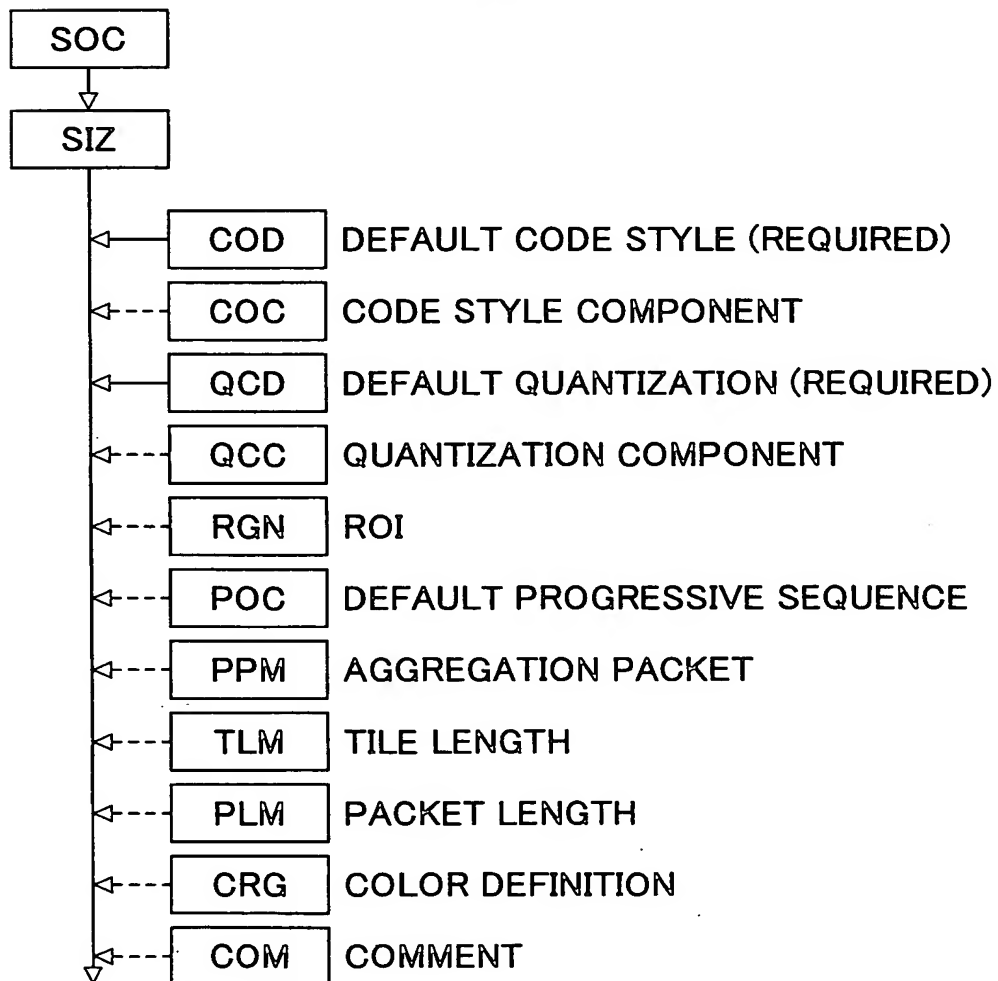 SOC
SIZ
COD DEFAULT CODE STYLE (REQUIRED)
COC CODE STYLE COMPONENT
QCD DEFAULT QUANTIZATION (REQUIRED)
QCC QUANTIZATION COMPONENT
RGN ROI
POC DEFAULT PROGRESSIVE SEQUENCE
PPM AGGREGATION PACKET
TLM TILE LENGTH
PLM PACKET LENGTH
CRG COLOR DEFINITION
COM COMMENT